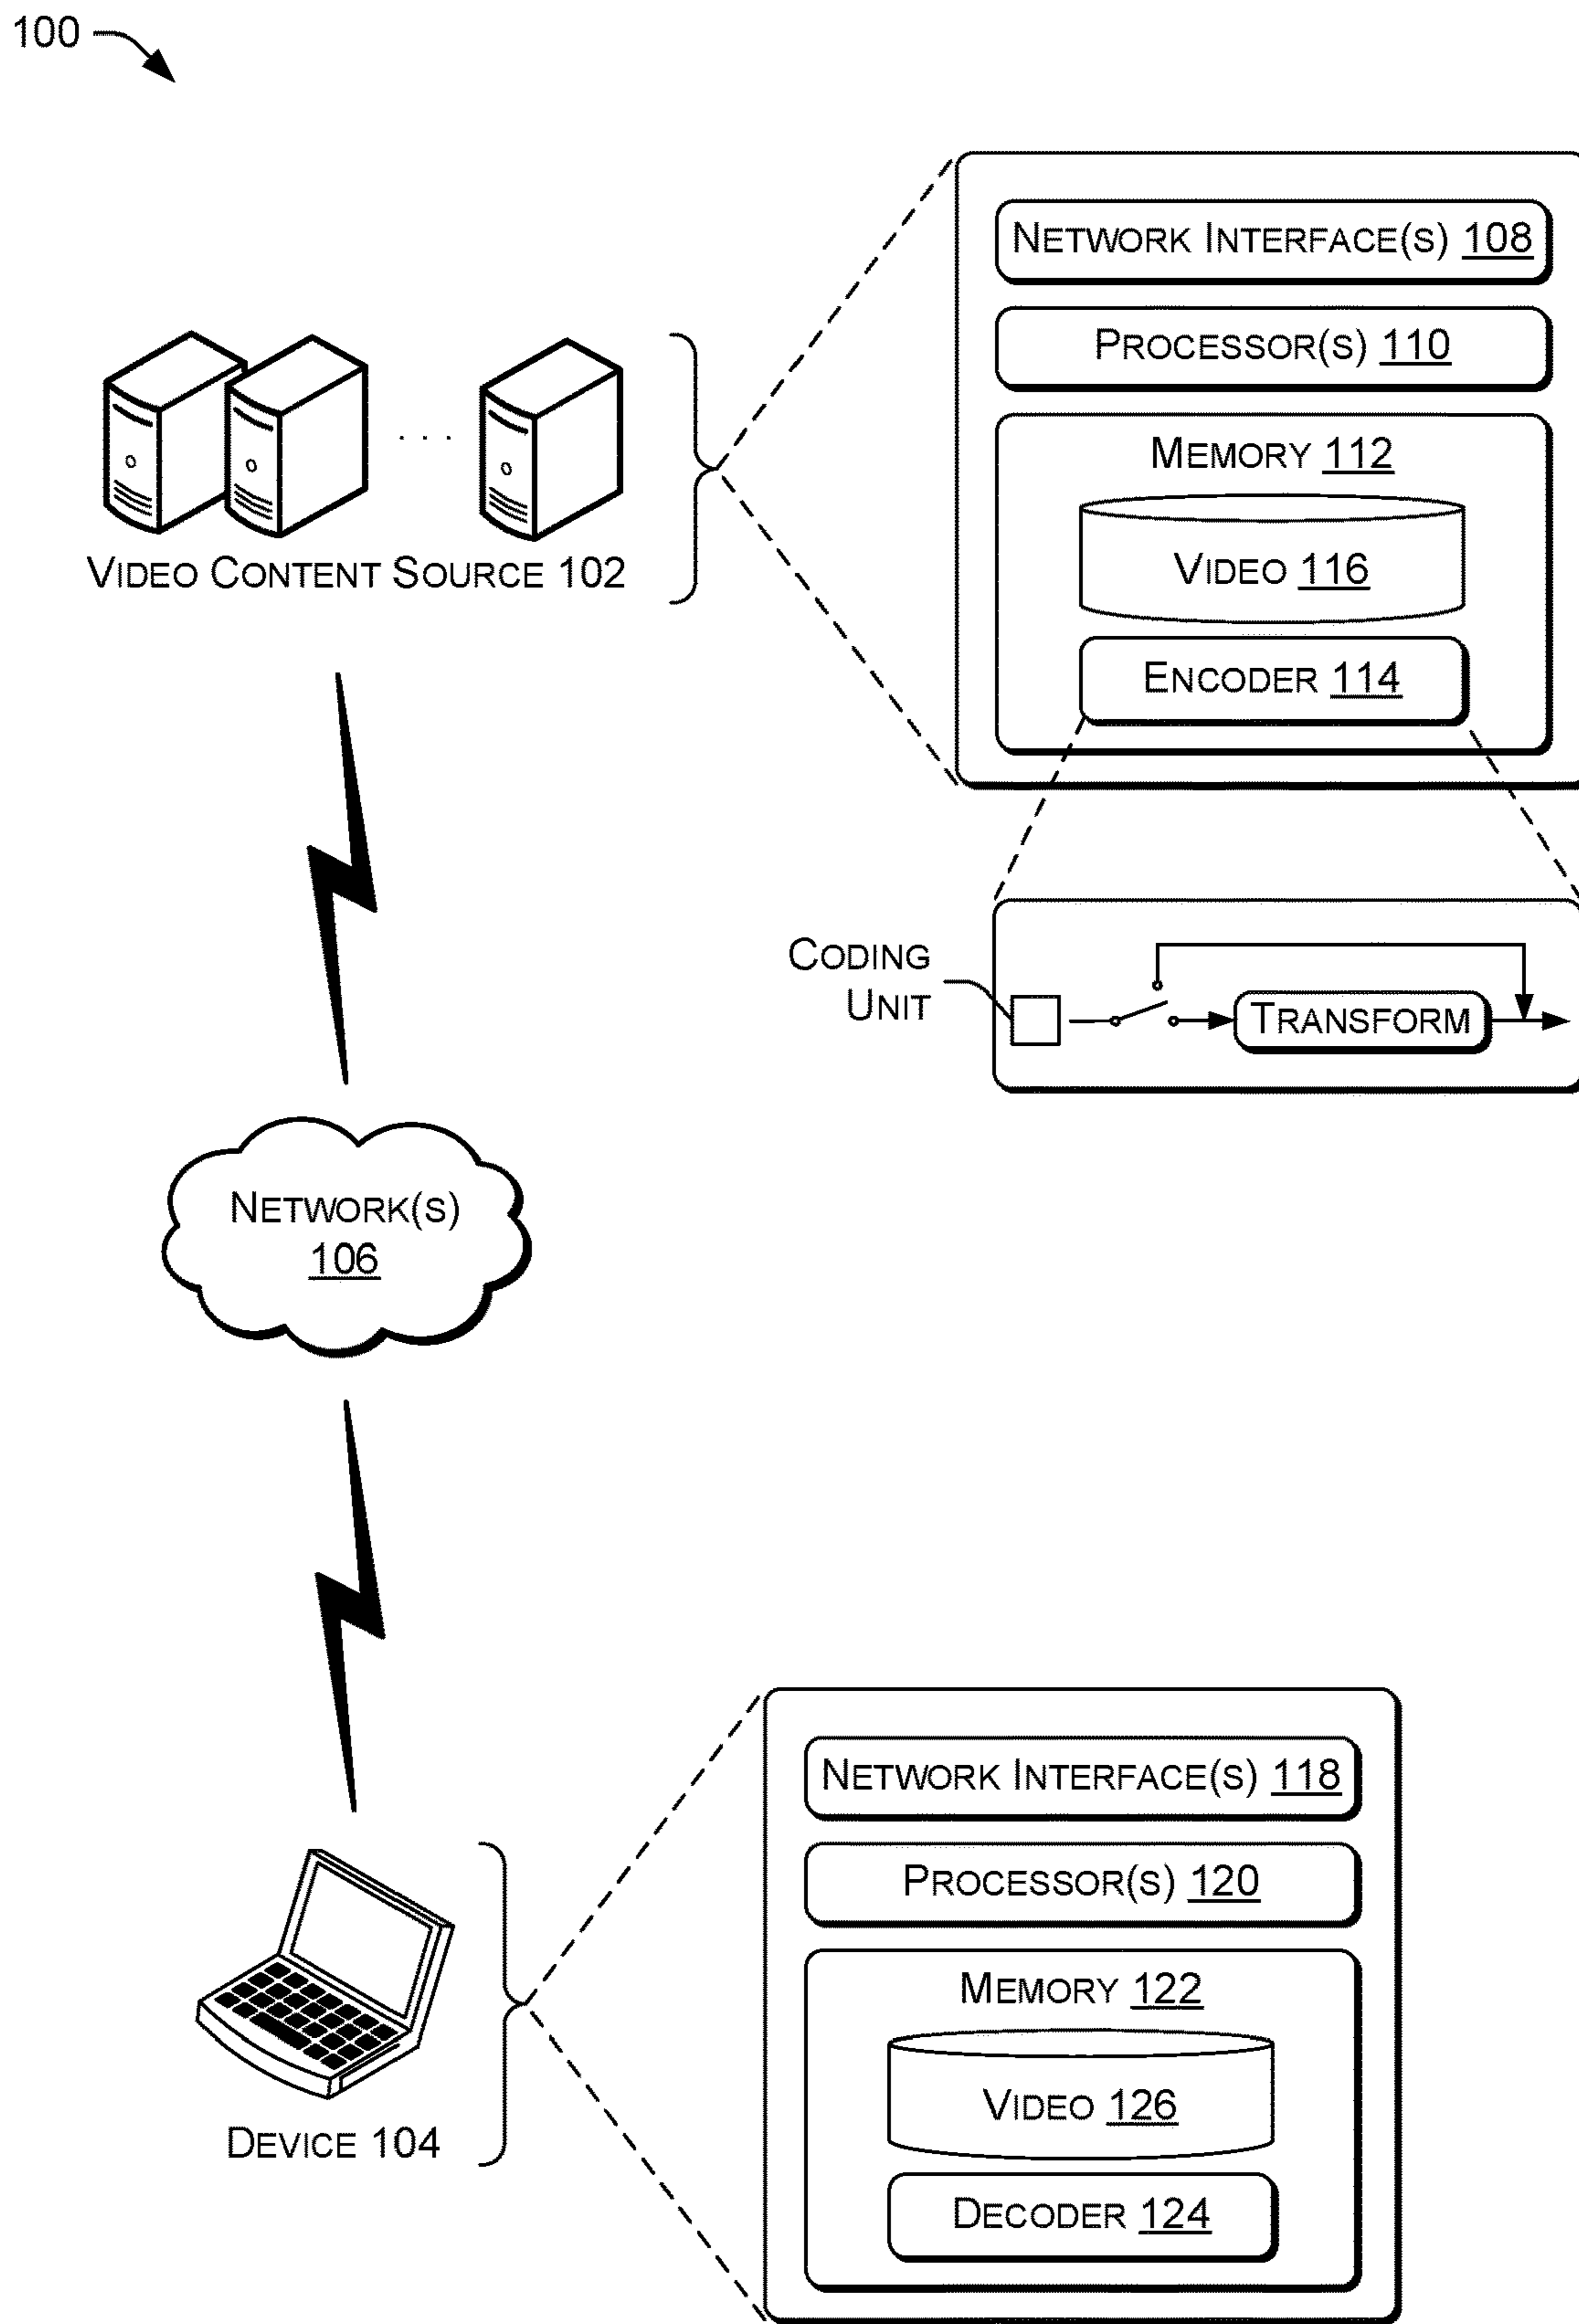 100
NETWORK INTERFACE(S) 108
PROCESSOR(S) 110
MEMORY 112
VIDEO 116
ENCODER 114
VIDEO CONTENT SOURCE 102
CODING
UNIT
TRANSFORM
NETWORK(S)
106
NETWORK INTERFACE(S) 118
PROCESSOR(S) 120
MEMORY 122
VIDEO 126
DECODER 124
DEVICE 104